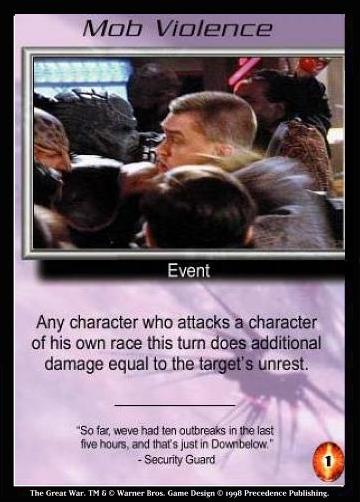 Mob Violence
Event
Any character who attacks a character
of his own race this turn does additional
damage equal to the target's unrest.
"So far, weve had ten outbreaks in the last
five hours, and that's just in Downbelow."
- Security Guard
1
The Great War. TM & © Warner Bros. Game Design © 1998 Precedence Publishing.